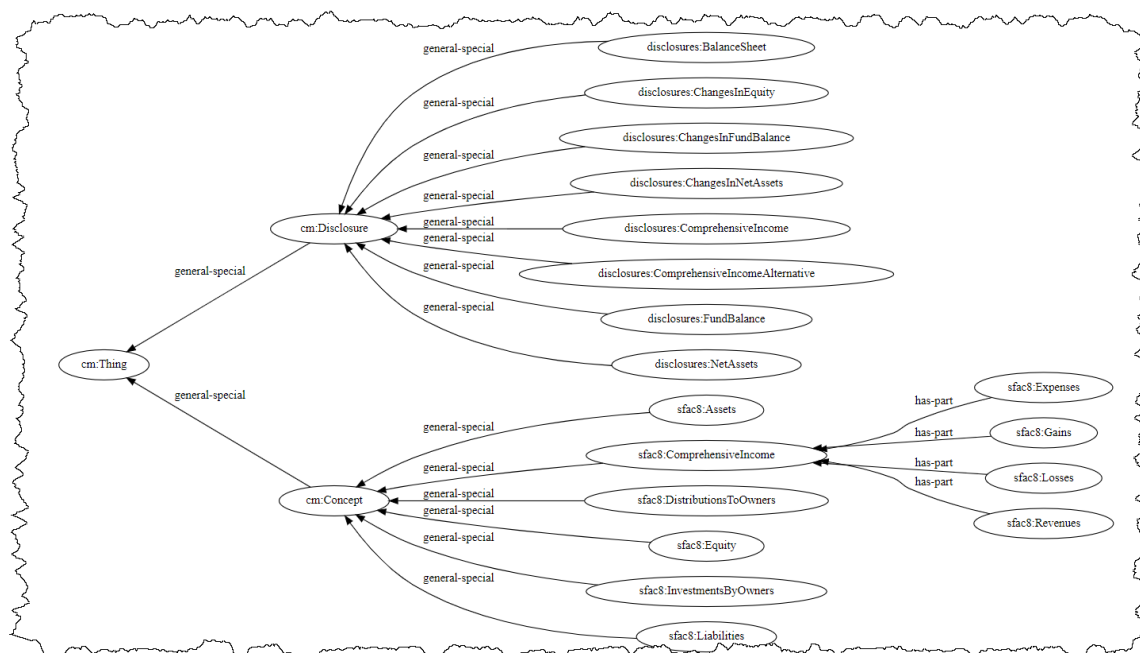 general-special
disclosures:BalanceSheet
general-special
disclosures:ChangesInEquity
general-special
disclosures:ChangesInFundBalance
general-special
disclosures:ChangesInNetAssets
general-special
cm:Disclosure
general-special
disclosures:ComprehensiveIncome
general-special
general-special
disclosures:ComprehensiveIncomeAlternative
general-special
general-special
disclosures:FundBalance
cm:Thing
disclosures:NetAssets
general-special
sfac8:Assets
general-special
sfac8:ComprehensiveIncome
has-part
sfac8:Expenses
has-part
sfac8:Gains
has-part
sfac8:Losses
has-part
sfac8:Revenues
general-special
cm:Concept
general-special
sfac8:DistributionsToOwners
general-special
sfac8:Equity
general-special
sfac8:InvestmentsByOwners
general-special
sfac8:Liabilities